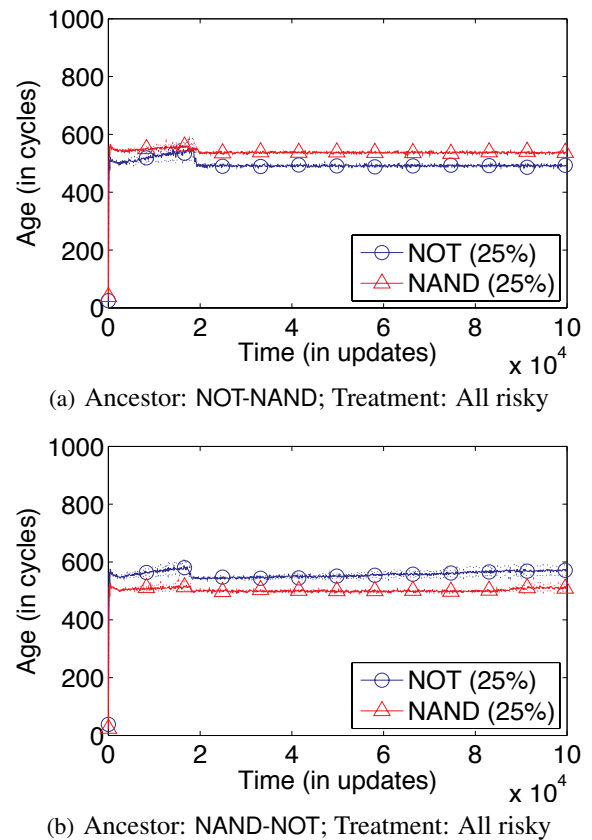 1000
800
600
400
200
0
Age (in cycles)
NOT (25%)
NAND (25%)
0 2 4 6 8 10
Time (in updates)
x 10^4
(a) Ancestor: NOT-NAND; Treatment: All risky
1000
800
600
400
200
0
Age (in cycles)
NOT (25%)
NAND (25%)
0 2 4 6 8 10
Time (in updates)
x 10^4
(b) Ancestor: NAND-NOT; Treatment: All risky